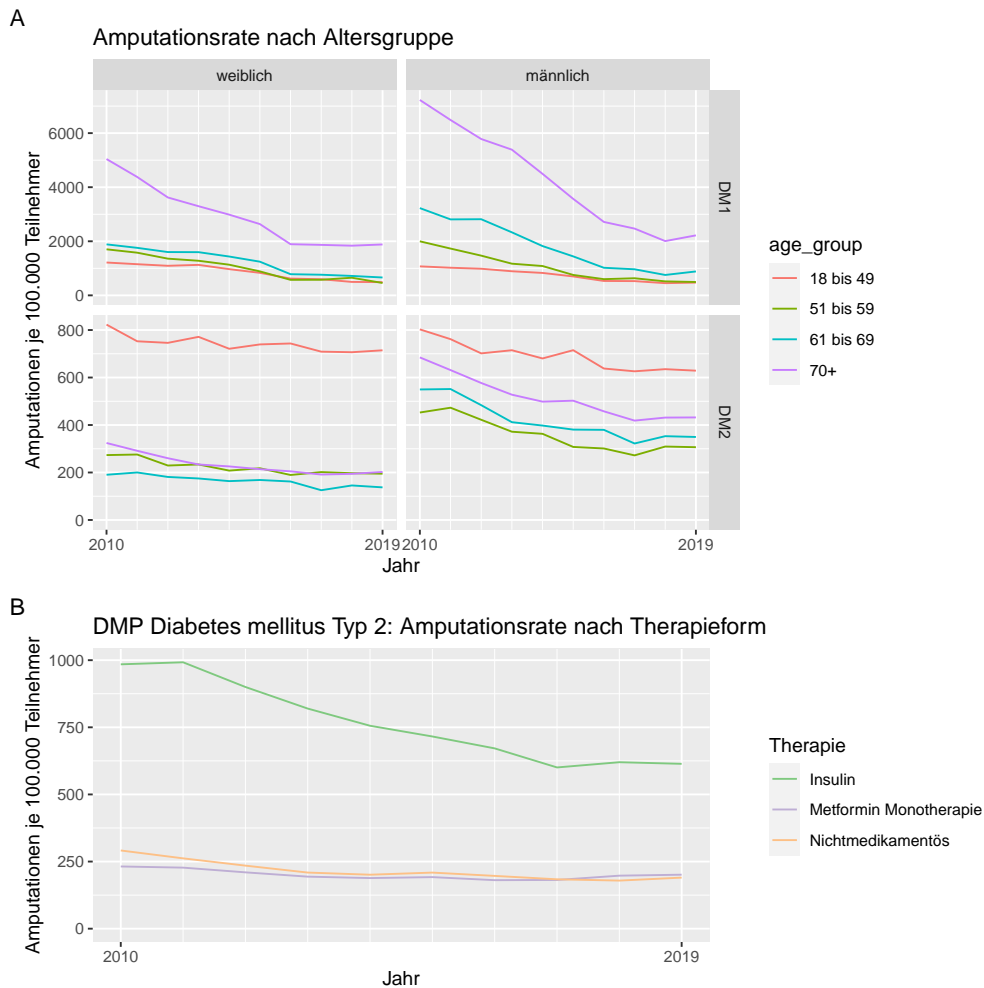 A
Amputationsrate nach Altersgruppe
weiblich
männlich
Amputationen je 100.000 Teilnehmer
6000
4000
2000
0
DM1
800
600
400
200
0
DM2
2010
2019
2010
2019
Jahr
age_group
18 bis 49
51 bis 59
61 bis 69
70+
B
DMP Diabetes mellitus Typ 2: Amputationsrate nach Therapieform
Amputationen je 100.000 Teilnehmer
1000
750
500
250
0
2010
2019
Jahr
Therapie
Insulin
Metformin Monotherapie
Nichtmedikamentös